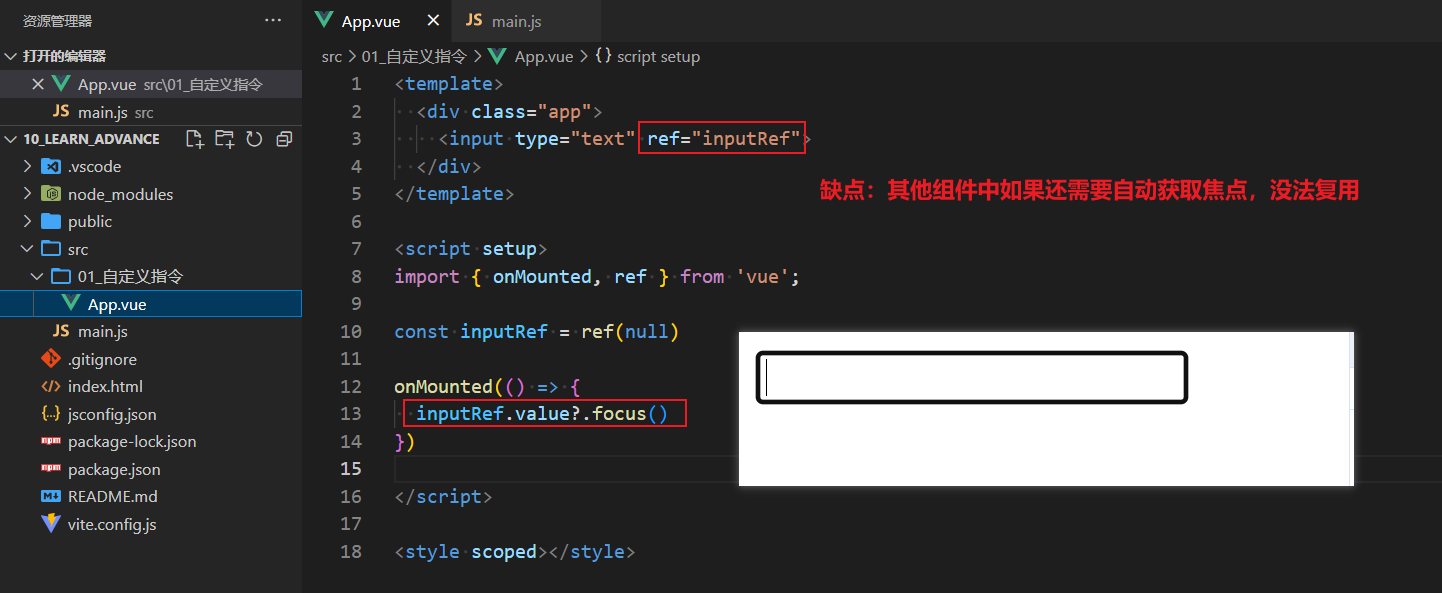 资源管理器 ···
打开的编辑器
App.vue src\01_自定义指令
JS main.js src
10_LEARN_ADVANCE
.vscode
node_modules
public
src
01_自定义指令
App.vue
JS main.js
.gitignore
index.html
jsconfig.json
package-lock.json
package.json
README.md
vite.config.js
App.vue
JS main.js
src > 01_自定义指令 > App.vue > {} script setup
1 <template>
2 <div class="app">
3 <input type="text" ref="inputRef">
4 </div>
5 </template>
6
7 <script setup>
8 import { onMounted, ref } from 'vue';
9
10 const inputRef = ref(null)
11
12 onMounted(() => {
13 inputRef.value?.focus()
14 })
15
16 </script>
17
18 <style scoped></style>
缺点：其他组件中如果还需要自动获取焦点，没法复用